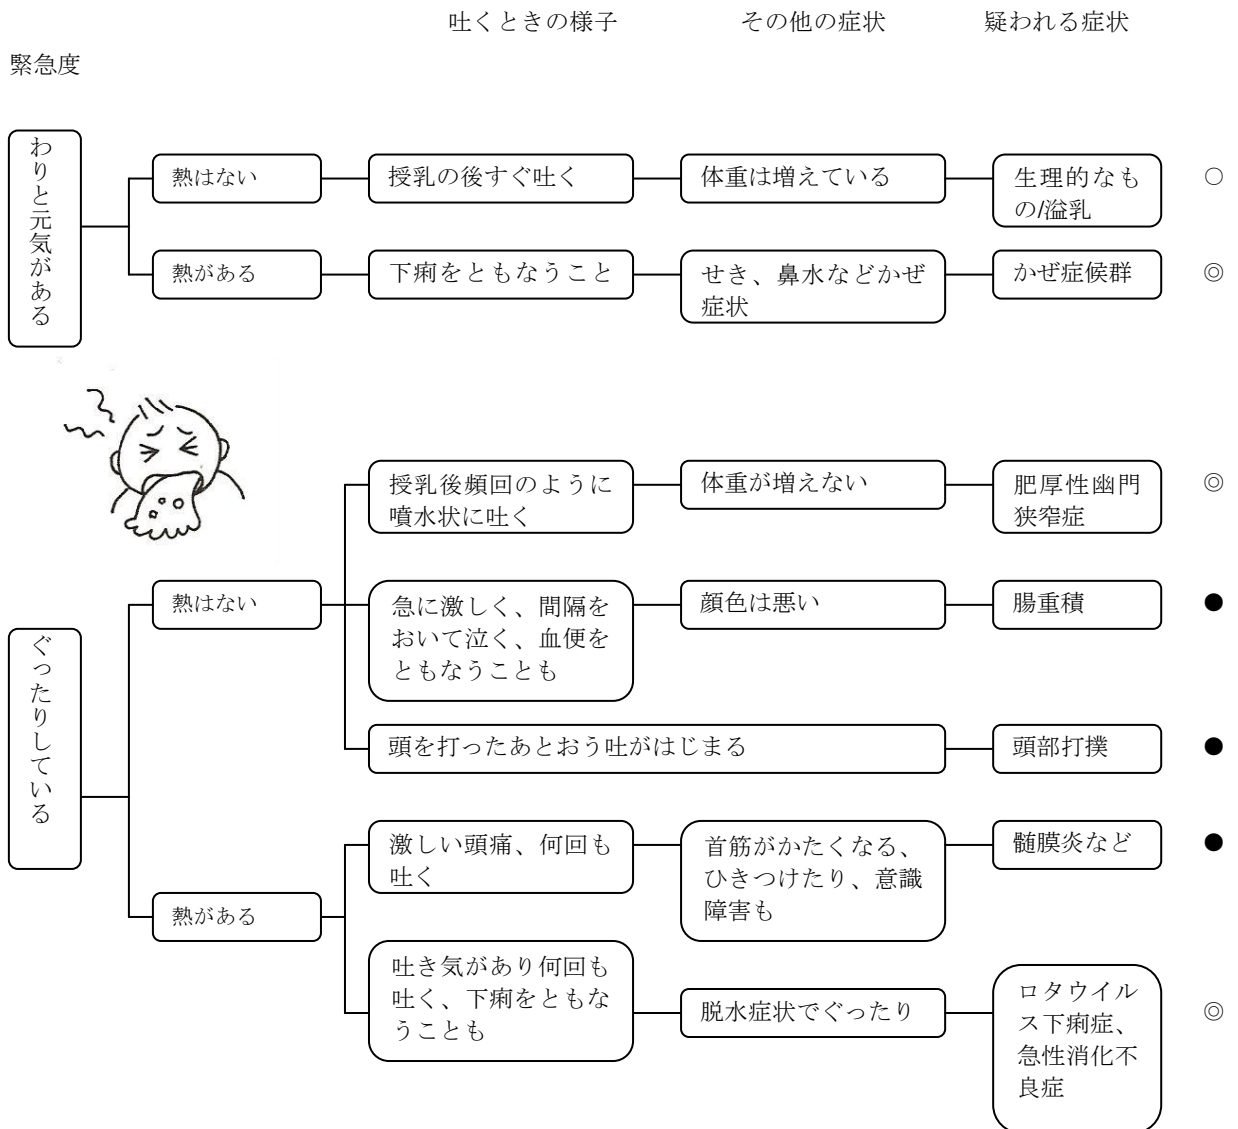 吐くときの様子 その他の症状 疑われる症状
緊急度
わりと元気がある
熱はない
授乳の後すぐ吐く
体重は増えている
生理的なも
の/溢乳
○
熱がある
下痢をともなうこと
せき、鼻水などかぜ
症状
かぜ症候群
◎
ぐったりしている
熱はない
授乳後頻回のように
噴水状に吐く
体重が増えない
肥厚性幽門
狭窄症
◎
急に激しく、間隔を
おいて泣く、血便を
ともなうことも
顔色は悪い
腸重積
●
頭を打ったあとおう吐がはじまる
頭部打撲
●
熱がある
激しい頭痛、何回も
吐く
首筋がかたくなる、
ひきつけたり、意識
障害も
髄膜炎など
●
吐き気があり何回も
吐く、下痢をともな
うことも
脱水症状でぐったり
ロタウイル
ス下痢症、
急性消化不
良症
◎